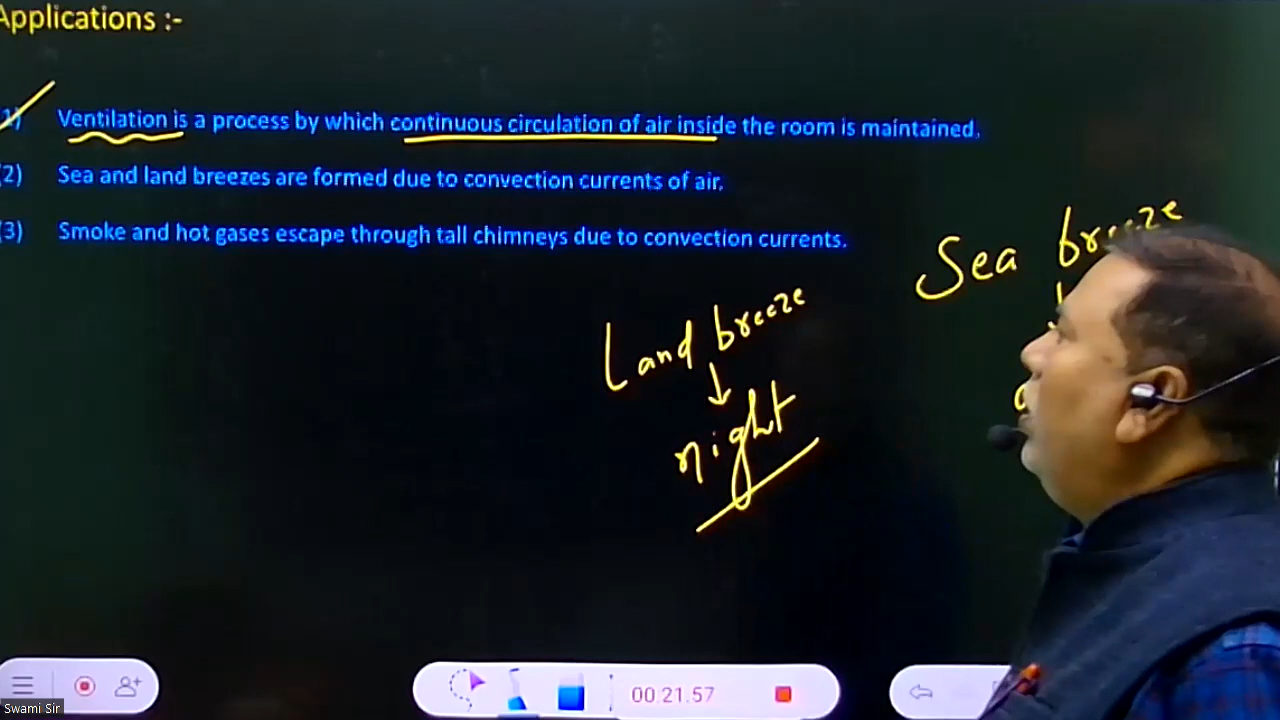 Applications :-
1) Ventilation is a process by which continuous circulation of air inside the room is maintained.
(2) Sea and land breezes are formed due to convection currents of air.
(3) Smoke and hot gases escape through tall chimneys due to convection currents.
Sea breeze
Land breeze
↓
night
00:21.57
Swami Sir